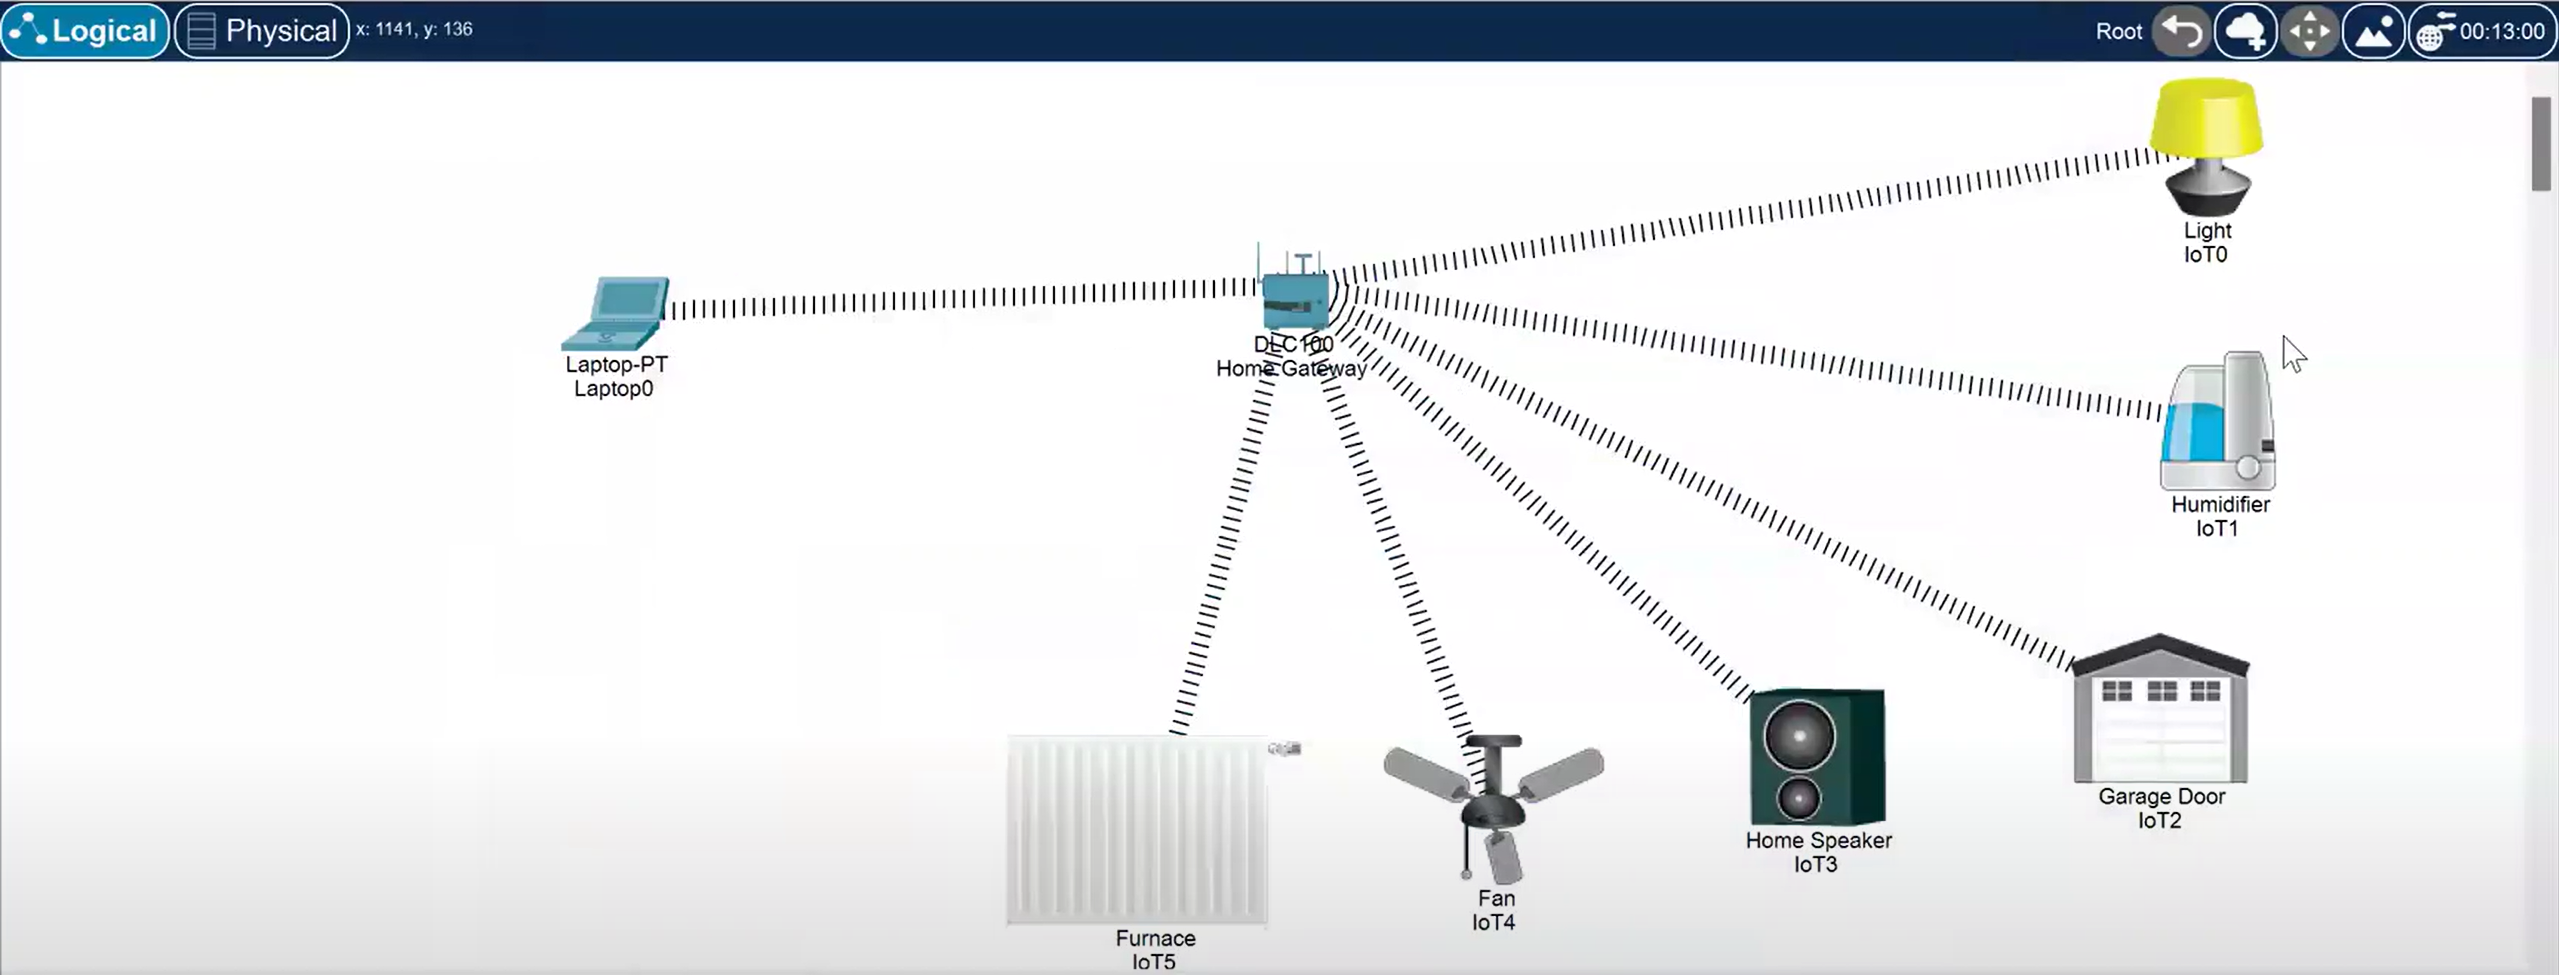 Logical
Physical
x: 1141, y: 136
Root
00:13:00
Light
IoT0
Laptop-PT
Laptop0
DLC100
Home Gateway
Humidifier
IoT1
Garage Door
IoT2
Home Speaker
IoT3
Fan
IoT4
Furnace
IoT5